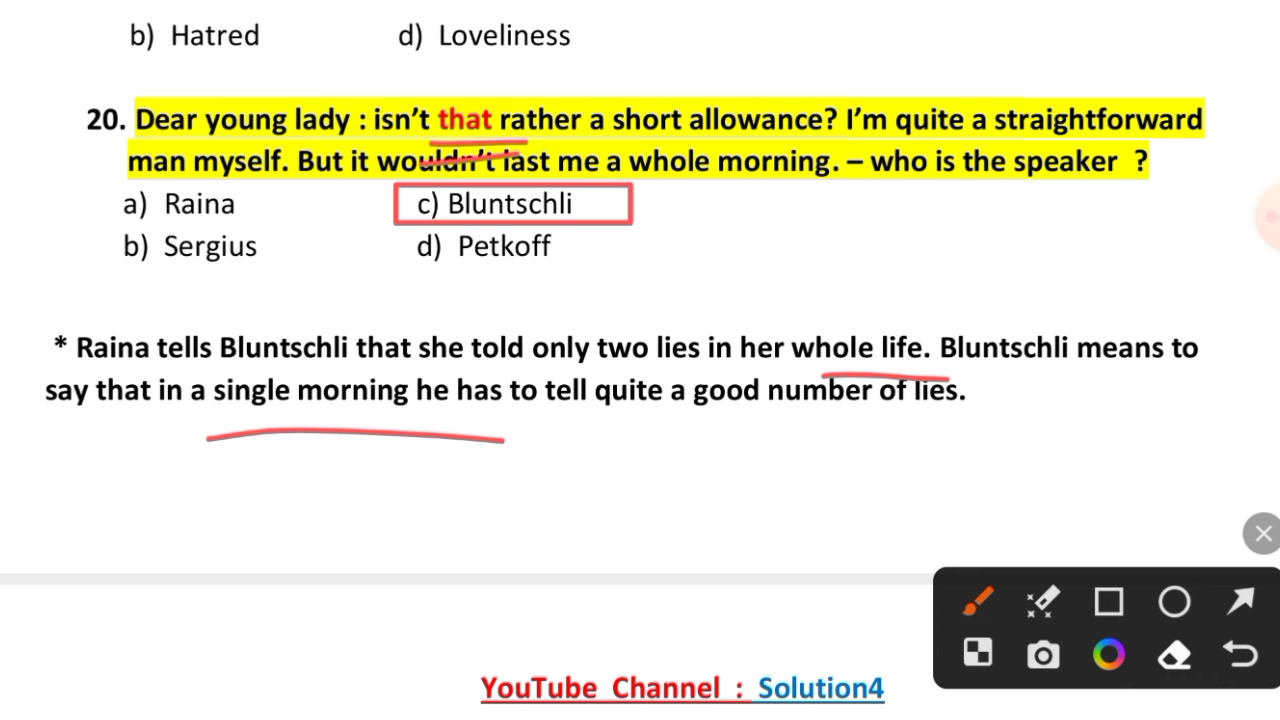 b) Hatred d) Loveliness
20. Dear young lady : isn't that rather a short allowance? I'm quite a straightforward
man myself. But it wouldn't last me a whole morning. – who is the speaker ?
a) Raina c) Bluntschli
b) Sergius d) Petkoff
* Raina tells Bluntschli that she told only two lies in her whole life. Bluntschli means to
say that in a single morning he has to tell quite a good number of lies.
YouTube Channel : Solution4